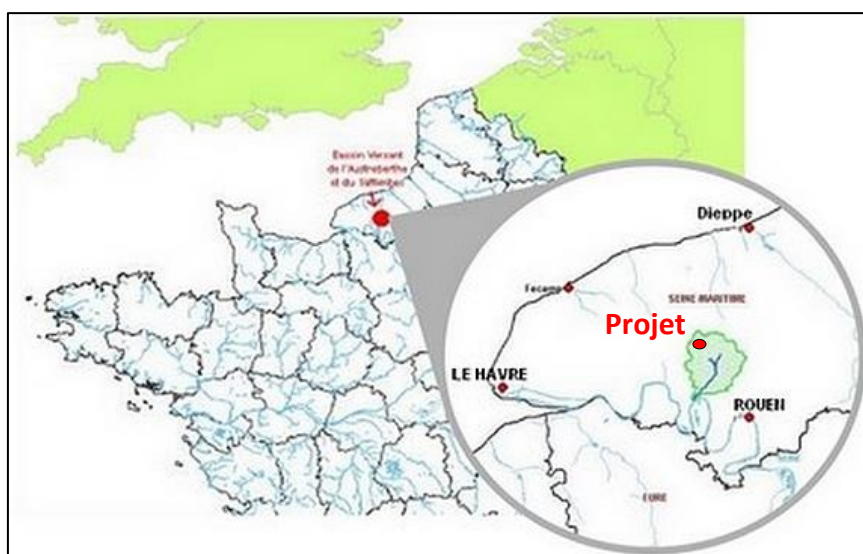 Bassin Versant
de l'Austreberthe
et du Saffimbec
Dieppe
Fecamp
SEINE-MARITIME
Projet
LE HAVRE
ROUEN
EURE